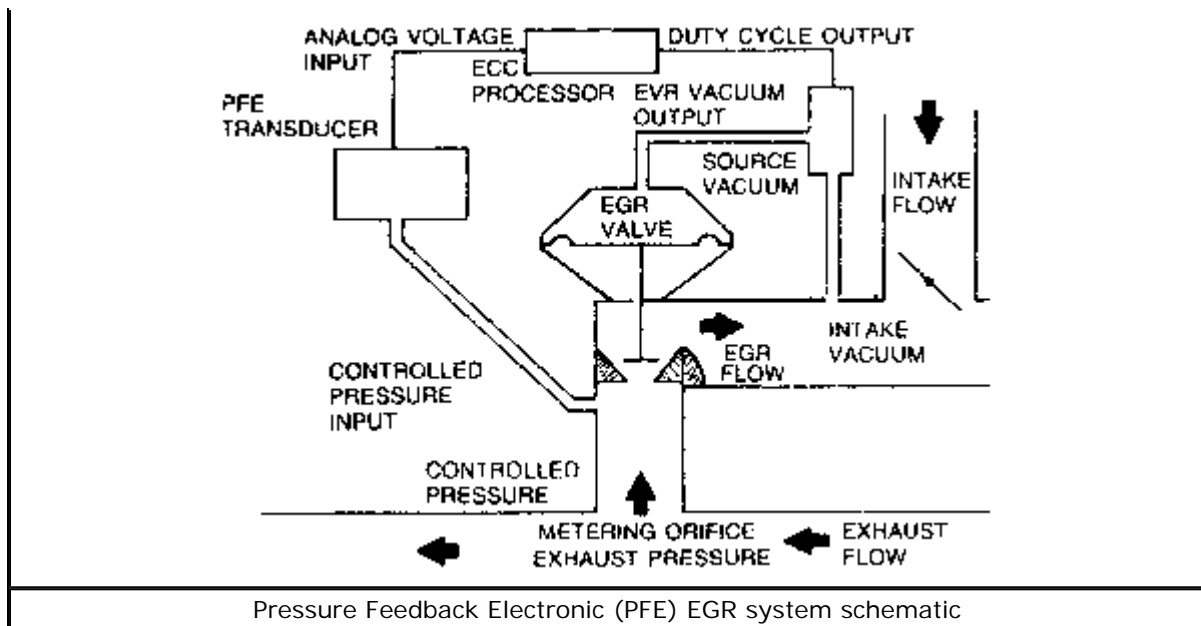 ANALOG VOLTAGE
INPUT
DUTY CYCLE OUTPUT
ECC
PROCESSOR
EVR VACUUM
OUTPUT
PFE
TRANSDUCER
SOURCE
VACUUM
INTAKE
FLOW
EGR
VALVE
INTAKE
VACUUM
EGR
FLOW
CONTROLLED
PRESSURE
INPUT
CONTROLLED
PRESSURE
METERING ORIFICE
EXHAUST PRESSURE
EXHAUST
FLOW
Pressure Feedback Electronic (PFE) EGR system schematic